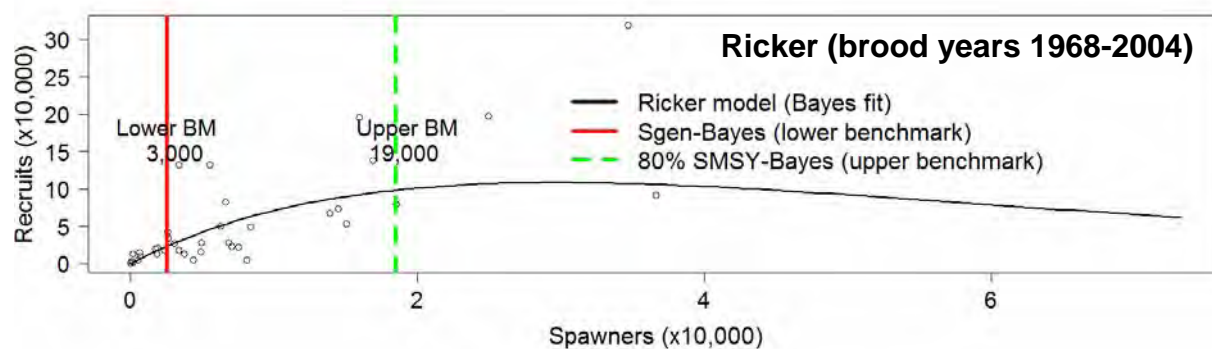 Ricker (brood years 1968-2004)
Recruits (x10,000)
30
25
20
15
10
5
0
Lower BM
3,000
Upper BM
19,000
Ricker model (Bayes fit)
Sgen-Bayes (lower benchmark)
80% SMSY-Bayes (upper benchmark)
0 2 4 6
Spawners (x10,000)